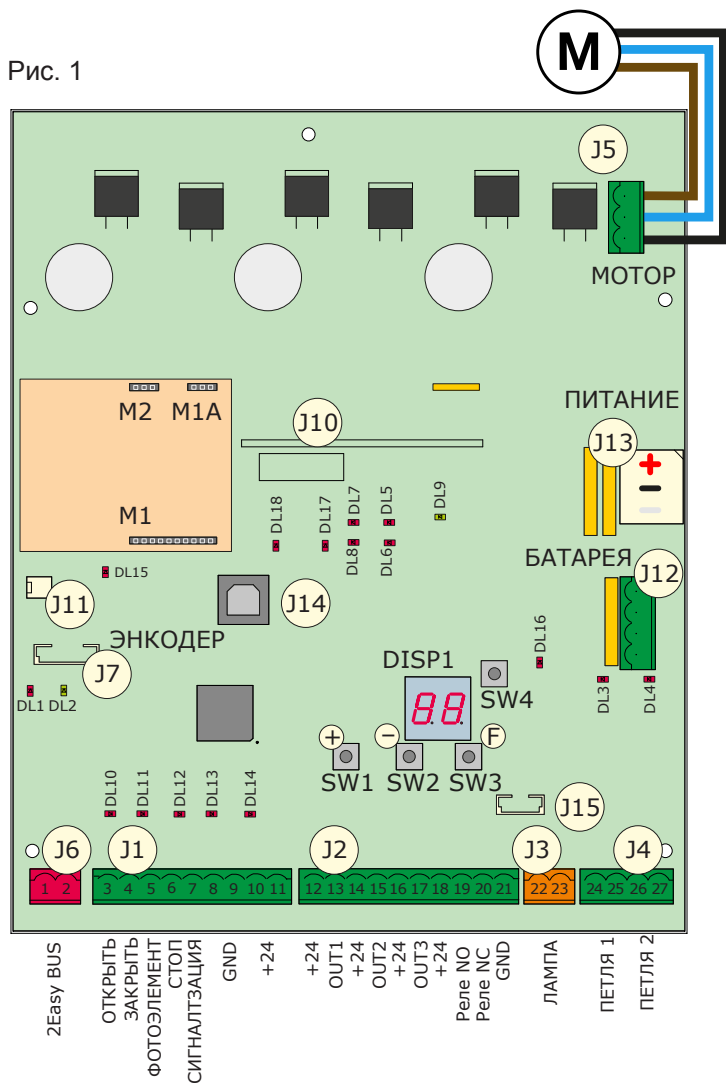 Рис. 1
M
J5
МОТОР
M2 M1A
J10
ПИТАНИЕ
J13
+
-
M1
DL18 DL17 DL7 DL5 DL9
DL8 DL6
БАТАРЕЯ
J12
J11
DL15
J14
ЭНКОДЕР
J7
DL1 DL2
DISP1
8.8
SW4
DL16
DL3 DL4
+ - F
SW1 SW2 SW3
DL10 DL11 DL12 DL13 DL14
J15
J6 J1 J2 J3 J4
1 2 3 4 5 6 7 8 9 10 11 12 13 14 15 16 17 18 19 20 21 22 23 24 25 26 27
2Easy BUS
ОТКРЫТЬ
ЗАКРЫТЬ
ФОТОЭЛЕМЕНТ
СТОП
СИГНАЛТЗАЦИЯ
GND
+24
+24
OUT1
+24
OUT2
+24
OUT3
+24
Реле NO
Реле NC
GND
ЛАМПА
ПЕТЛЯ 1
ПЕТЛЯ 2